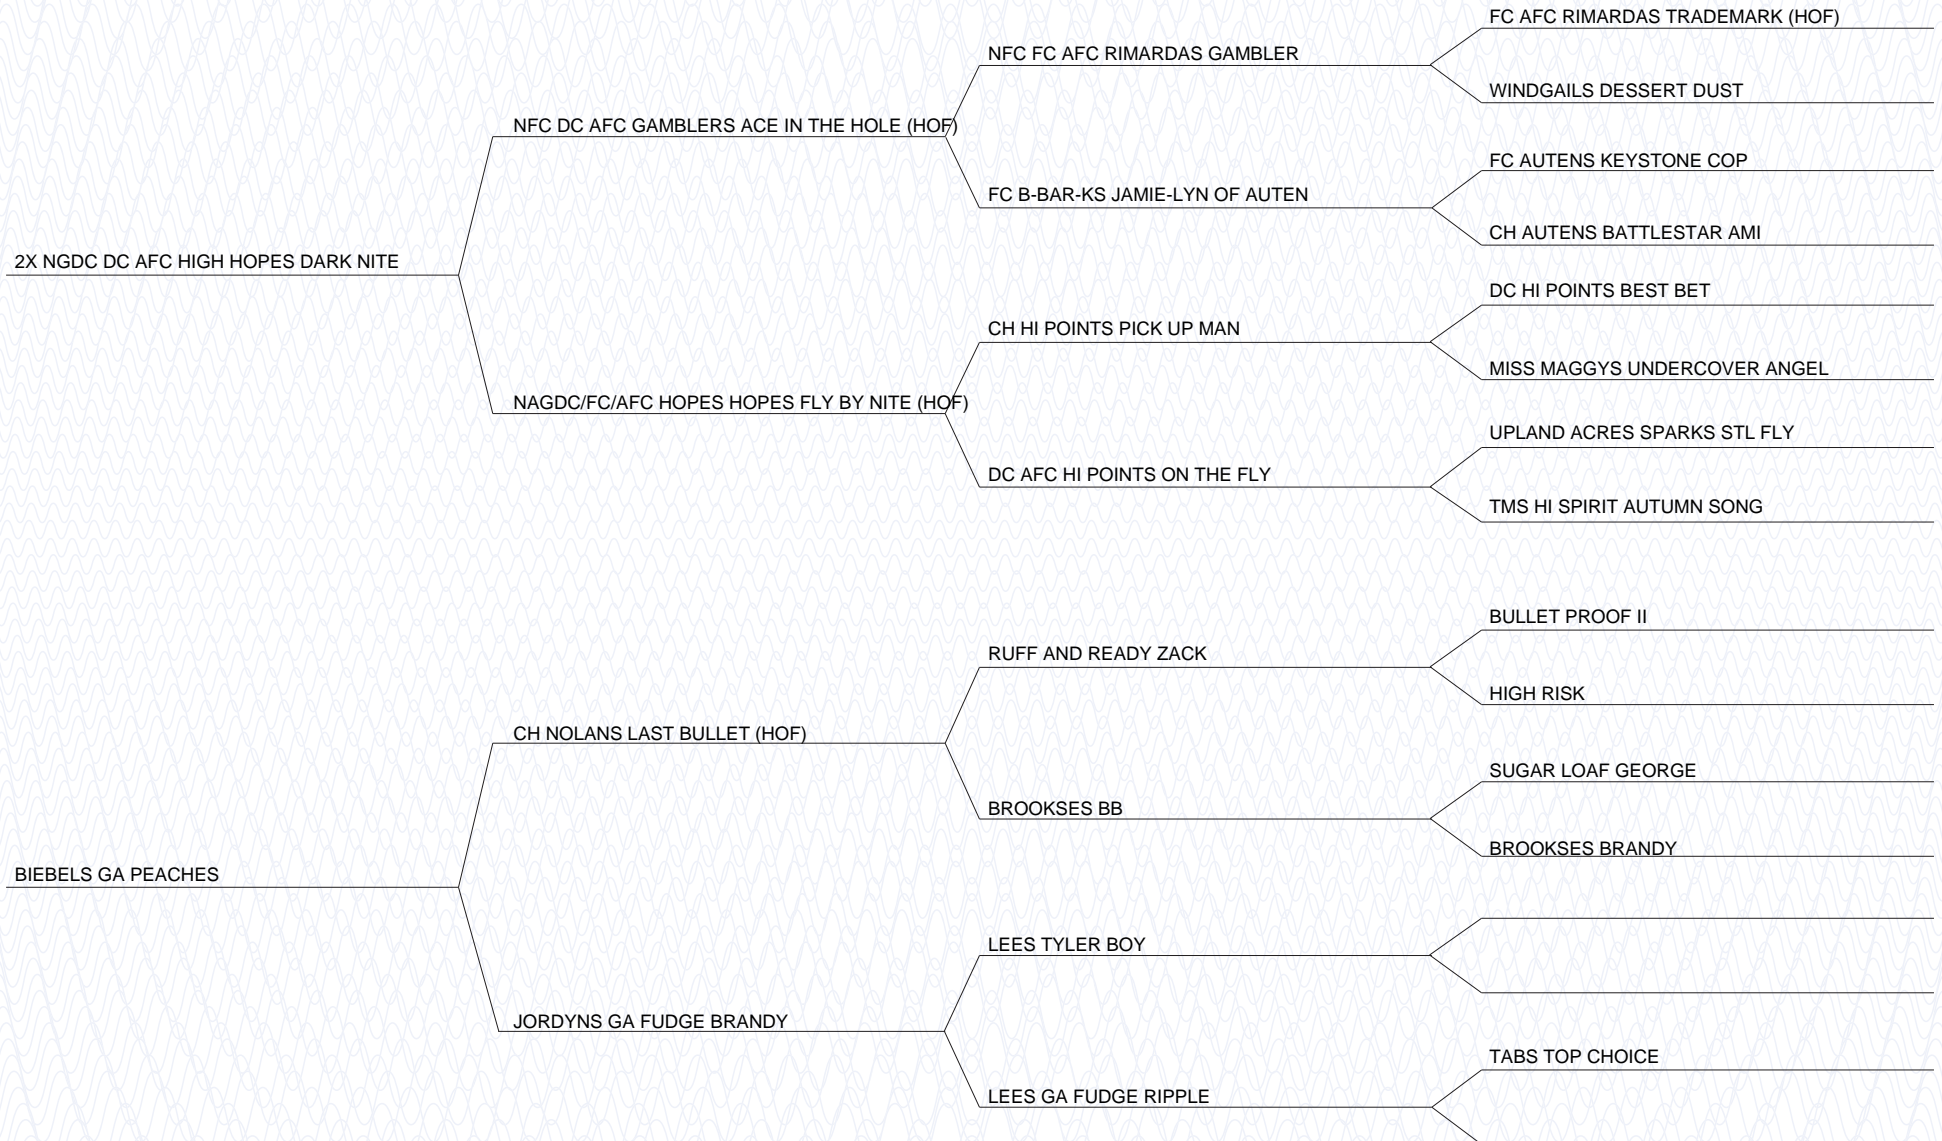 FC AFC RIMARDAS TRADEMARK (HOF)
NFC FC AFC RIMARDAS GAMBLER
WINDGAILS DESSERT DUST
NFC DC AFC GAMBLERS ACE IN THE HOLE (HOF)
FC AUTENS KEYSTONE COP
FC B-BAR-KS JAMIE-LYN OF AUTEN
CH AUTENS BATTLESTAR AMI
2X NGDC DC AFC HIGH HOPES DARK NITE
DC HI POINTS BEST BET
CH HI POINTS PICK UP MAN
MISS MAGGYS UNDERCOVER ANGEL
NAGDC/FC/AFC HOPES HOPES FLY BY NITE (HOF)
UPLAND ACRES SPARKS STL FLY
DC AFC HI POINTS ON THE FLY
TMS HI SPIRIT AUTUMN SONG
BULLET PROOF II
RUFF AND READY ZACK
HIGH RISK
CH NOLANS LAST BULLET (HOF)
SUGAR LOAF GEORGE
BROOKSES BB
BROOKSES BRANDY
BIEBELS GA PEACHES
LEES TYLER BOY
JORDYNS GA FUDGE BRANDY
TABS TOP CHOICE
LEES GA FUDGE RIPPLE